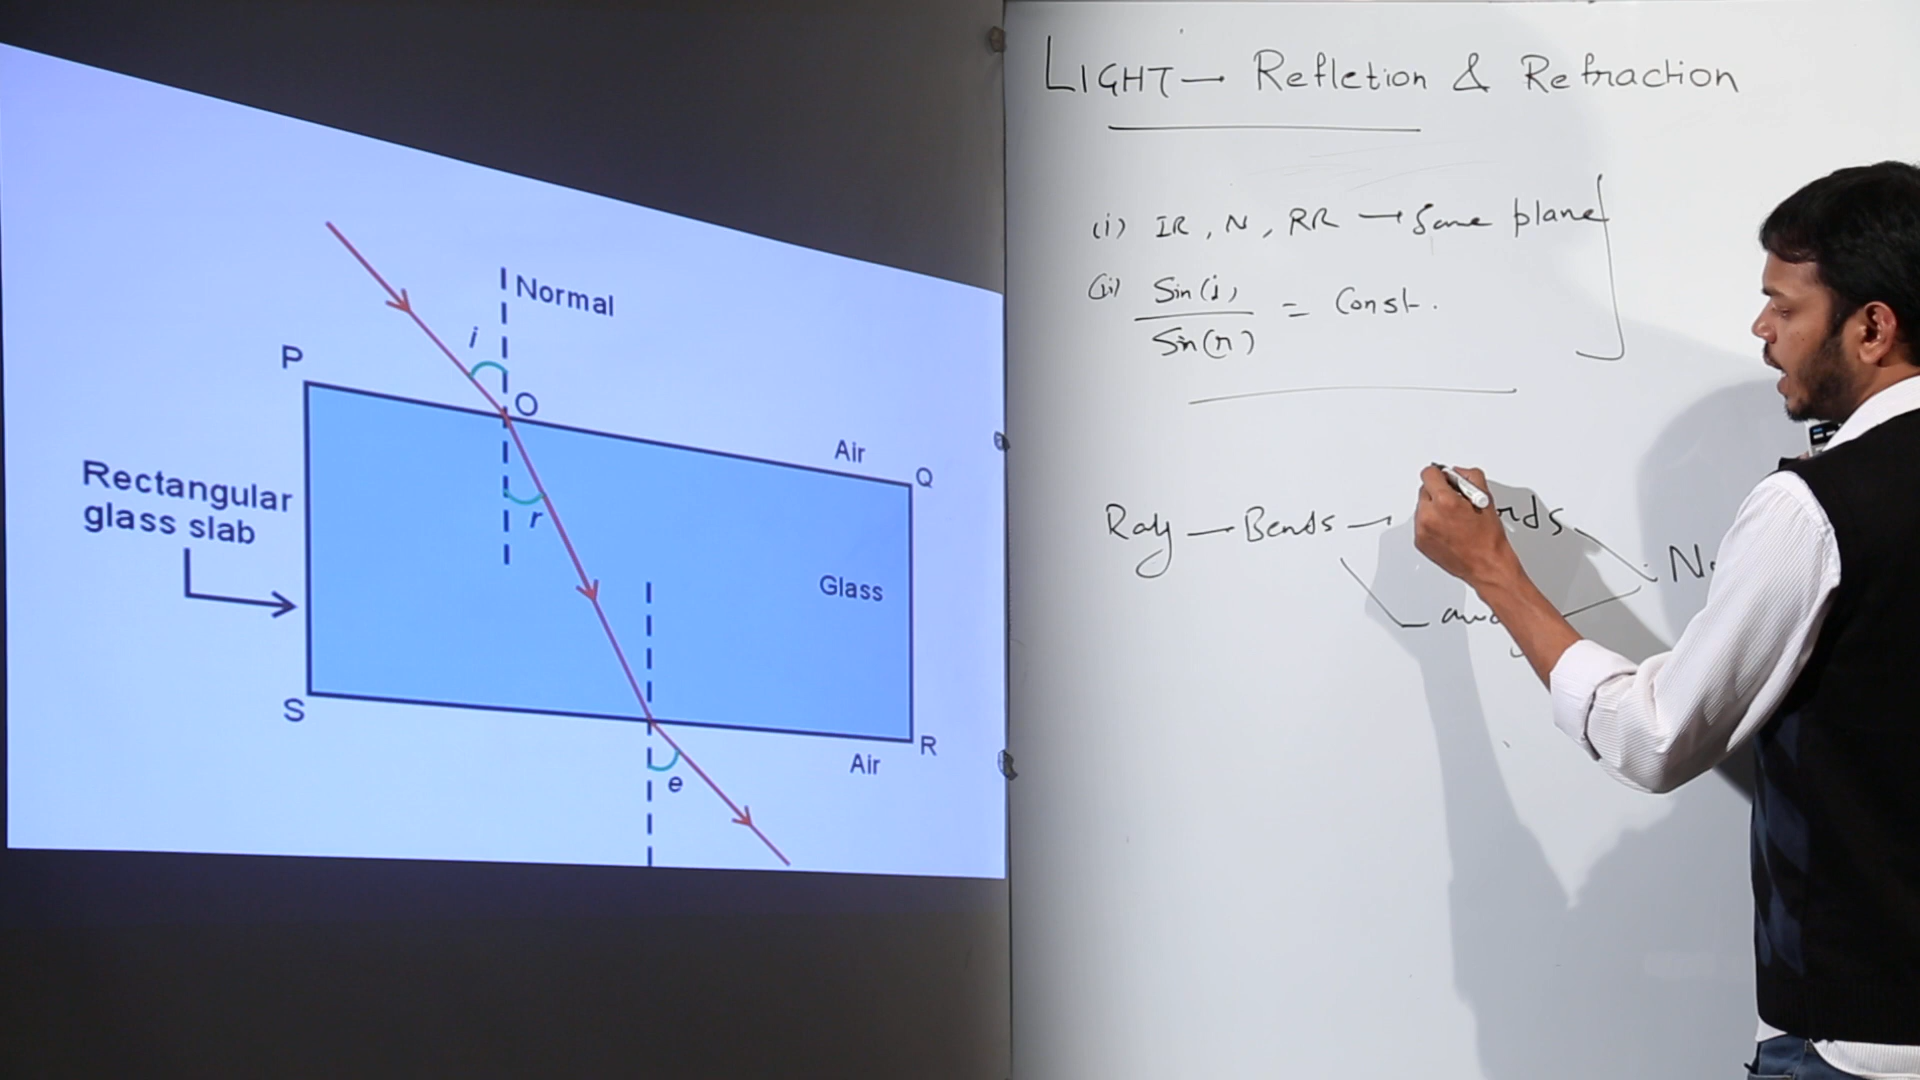 Normal
i
P
O
Air
Q
Rectangular
glass slab
r
Glass
S
R
Air
e
LIGHT — Refletion & Refraction
(i) IR, N, RR → Same plane
(ii) Sin(i)
= Const.
Sin(r)
Ray — Bends —